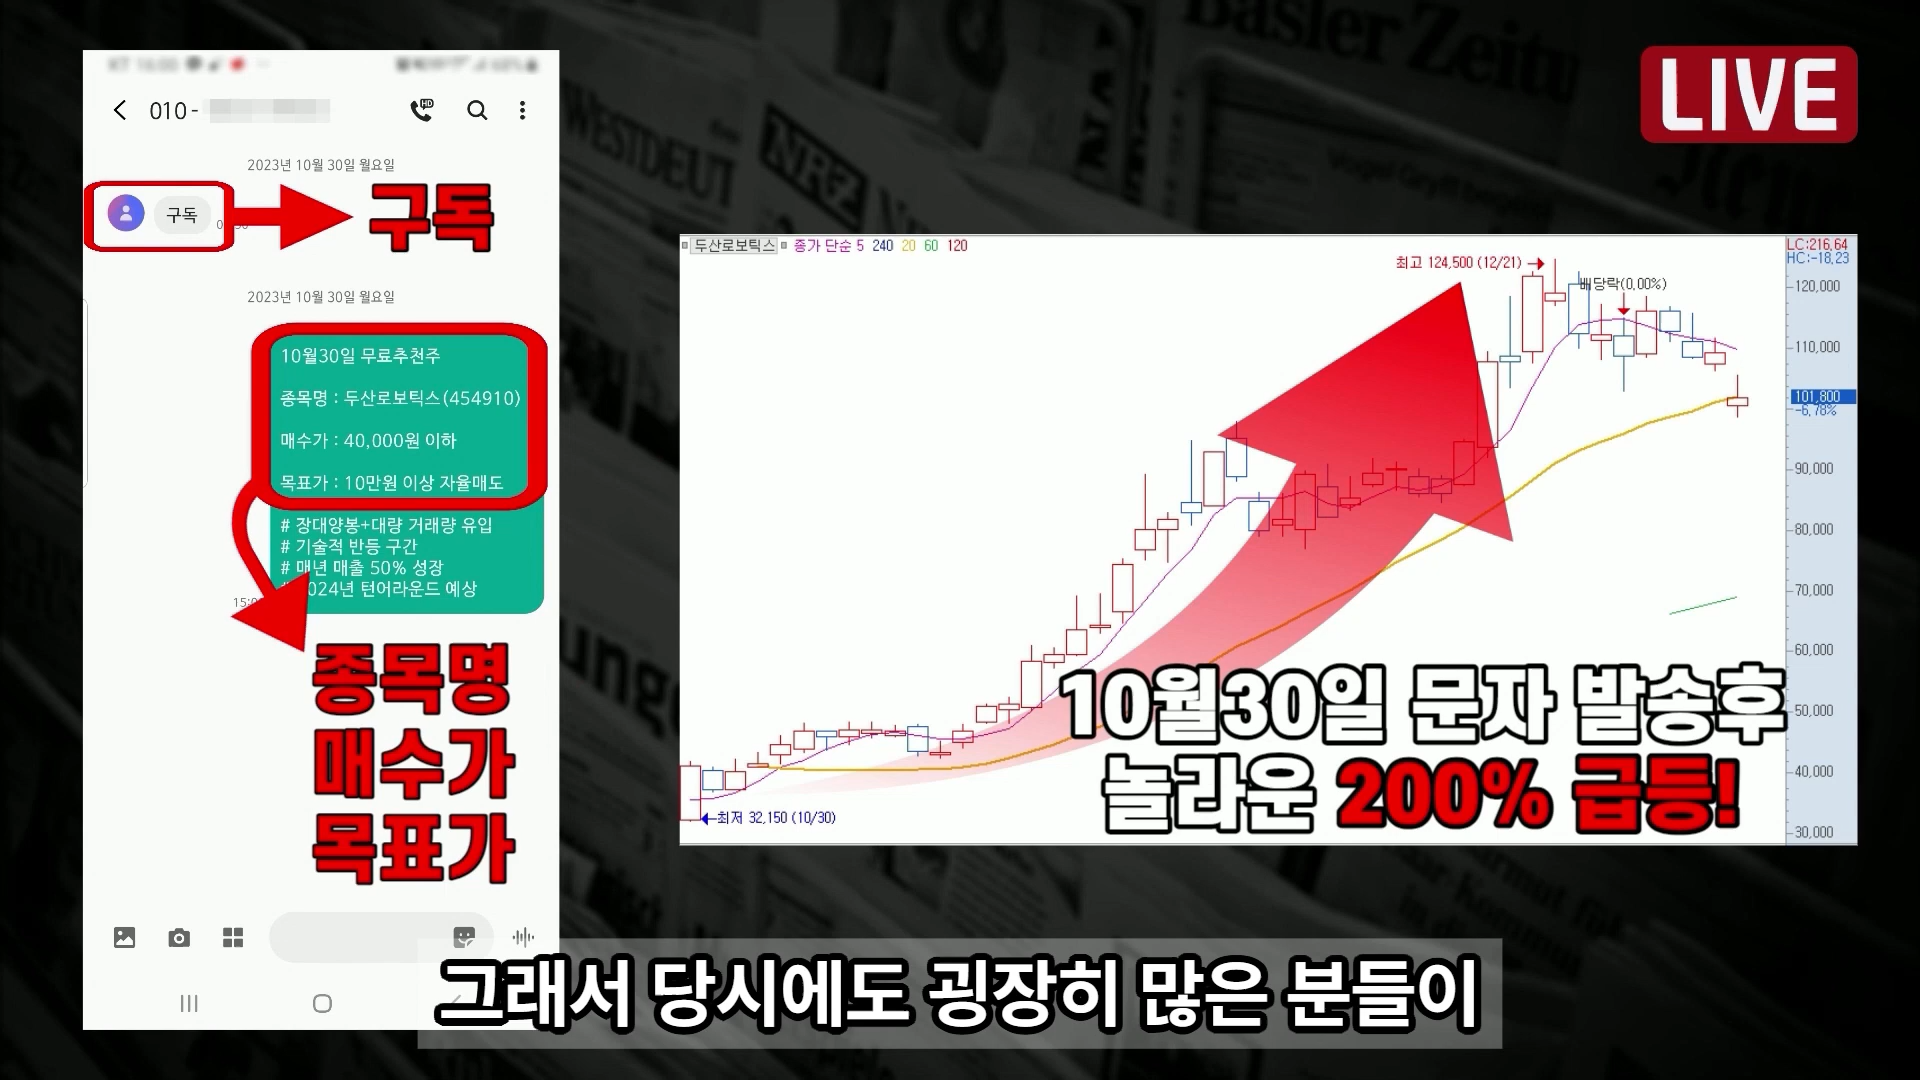 LIVE
010-
2023년 10월 30일 월요일
구독
구독
2023년 10월 30일 월요일
10월30일 무료추천주
종목명 : 두산로보틱스(454910)
매수가 : 40,000원 이하
목표가 : 10만원 이상 자율매도
# 장대양봉+대량 거래량 유입
# 기술적 반등 구간
# 매년 매출 50% 성장
024년 턴어라운드 예상
종목명
매수가
목표가
두산로보틱스 종가 단순 5 240 20 60 120
LC:216.64
HC:-18.23
최고 124,500 (12/21)
배당락(0.00%)
120,000
110,000
101,800
-6.78%
90,000
80,000
70,000
60,000
50,000
40,000
30,000
최저 32,150 (10/30)
10월30일 문자 발송후
놀라운 200% 급등!
그래서 당시에도 굉장히 많은 분들이
Basler Zeitu
WESTDEUT
NRZ